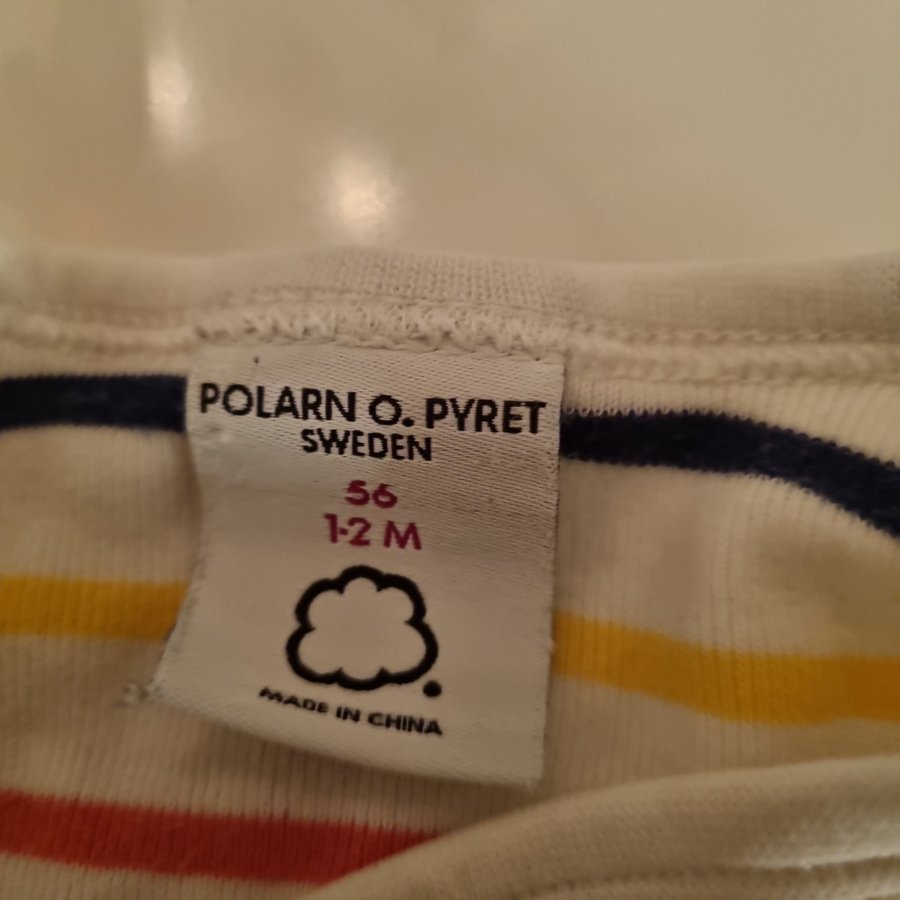 POLARN O. PYRET
SWEDEN
56
1-2 M
MADE IN CHINA